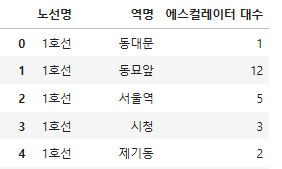 노선명 역명 에스컬레이터 대수
0 1호선 동대문 1
1 1호선 동묘앞 12
2 1호선 서울역 5
3 1호선 시청 3
4 1호선 제기동 2